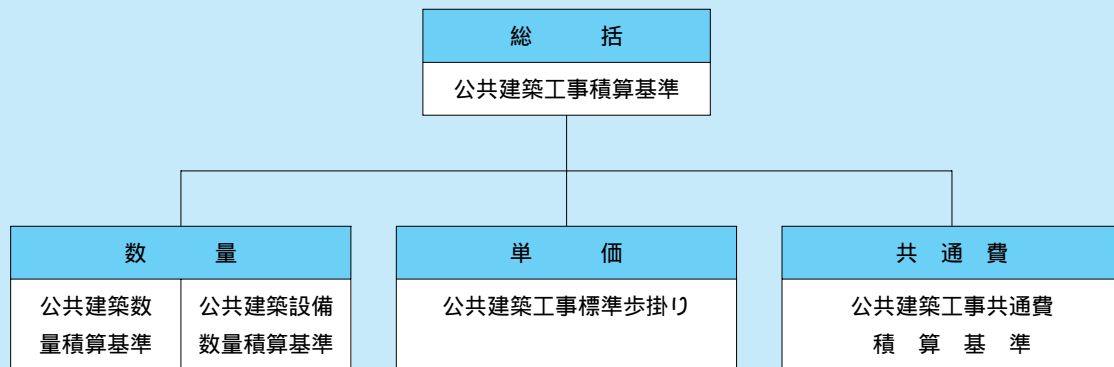 総　括
公共建築工事積算基準
数　量
公共建築数
量積算基準
公共建築設備
数量積算基準
単　価
公共建築工事標準歩掛り
共 通 費
公共建築工事共通費
積 算 基 準